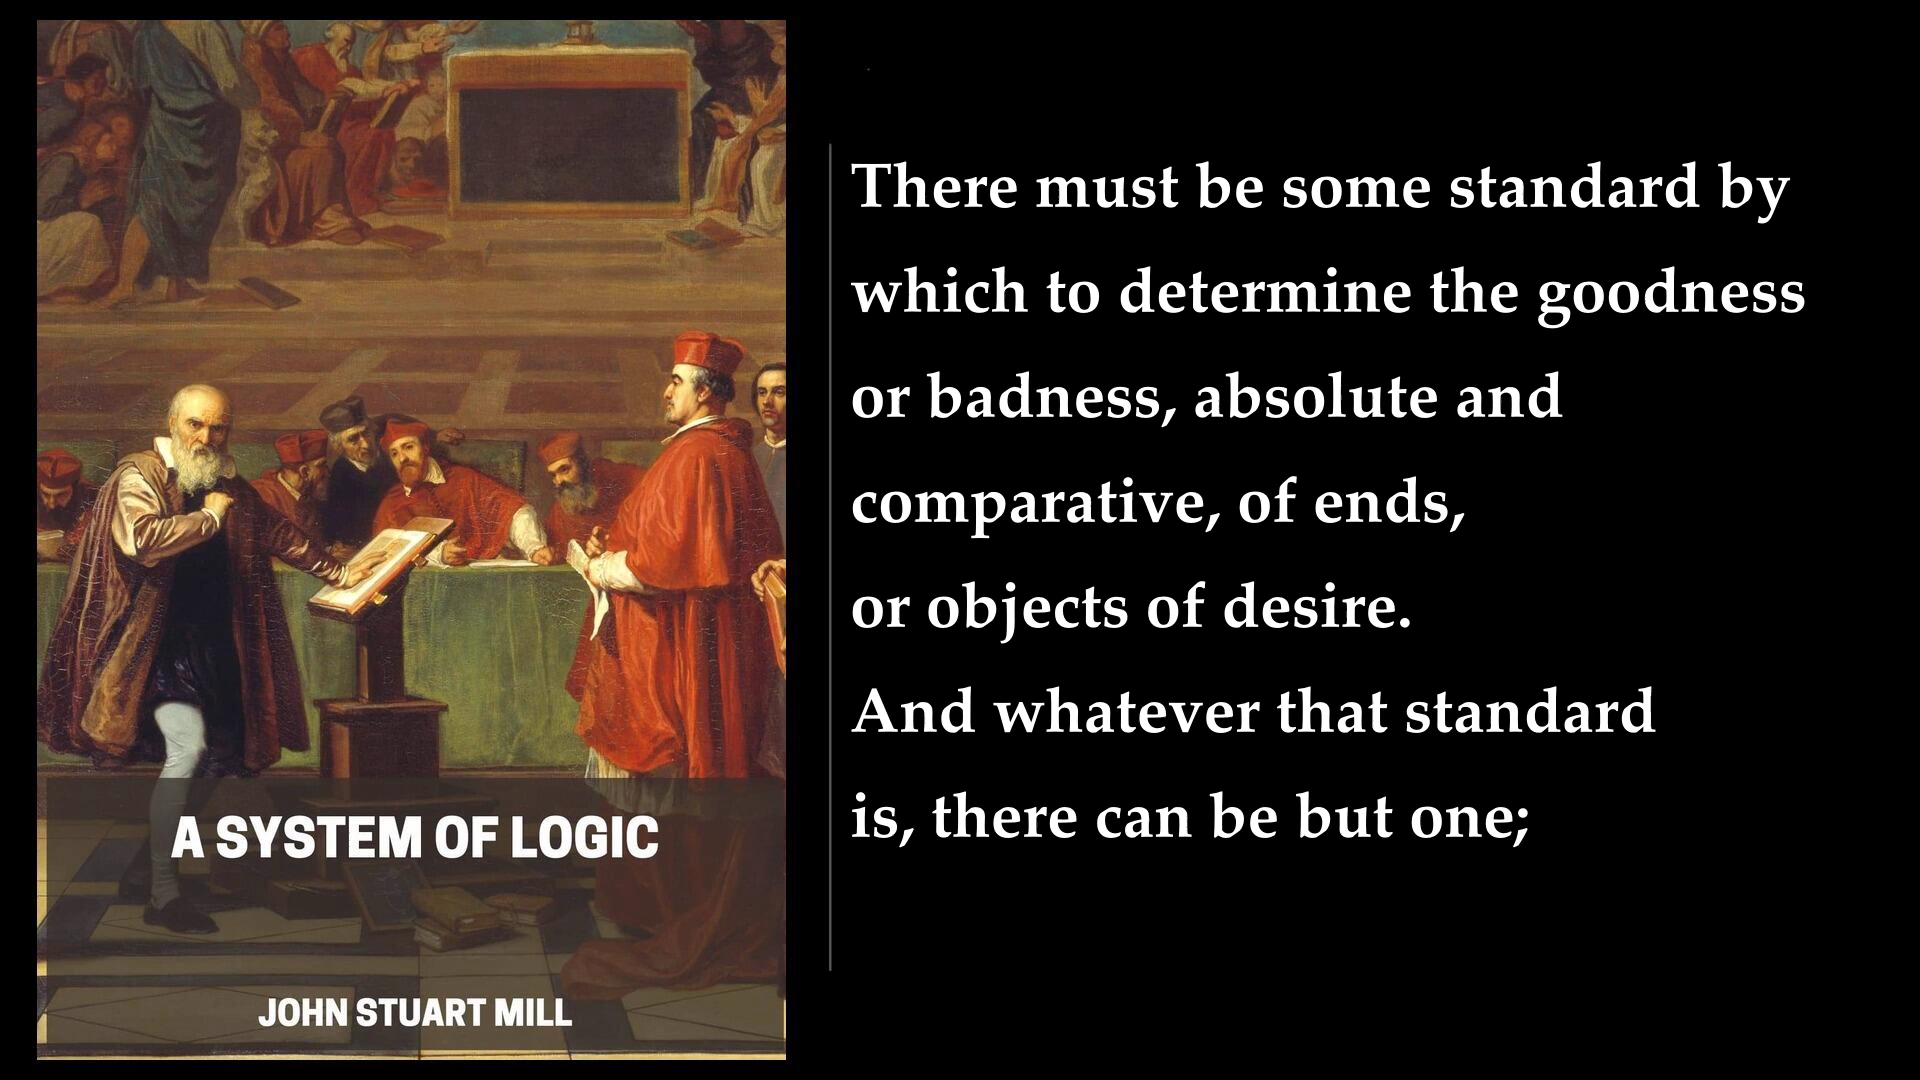 A SYSTEM OF LOGIC
JOHN STUART MILL
There must be some standard by
which to determine the goodness
or badness, absolute and
comparative, of ends,
or objects of desire.
And whatever that standard
is, there can be but one;